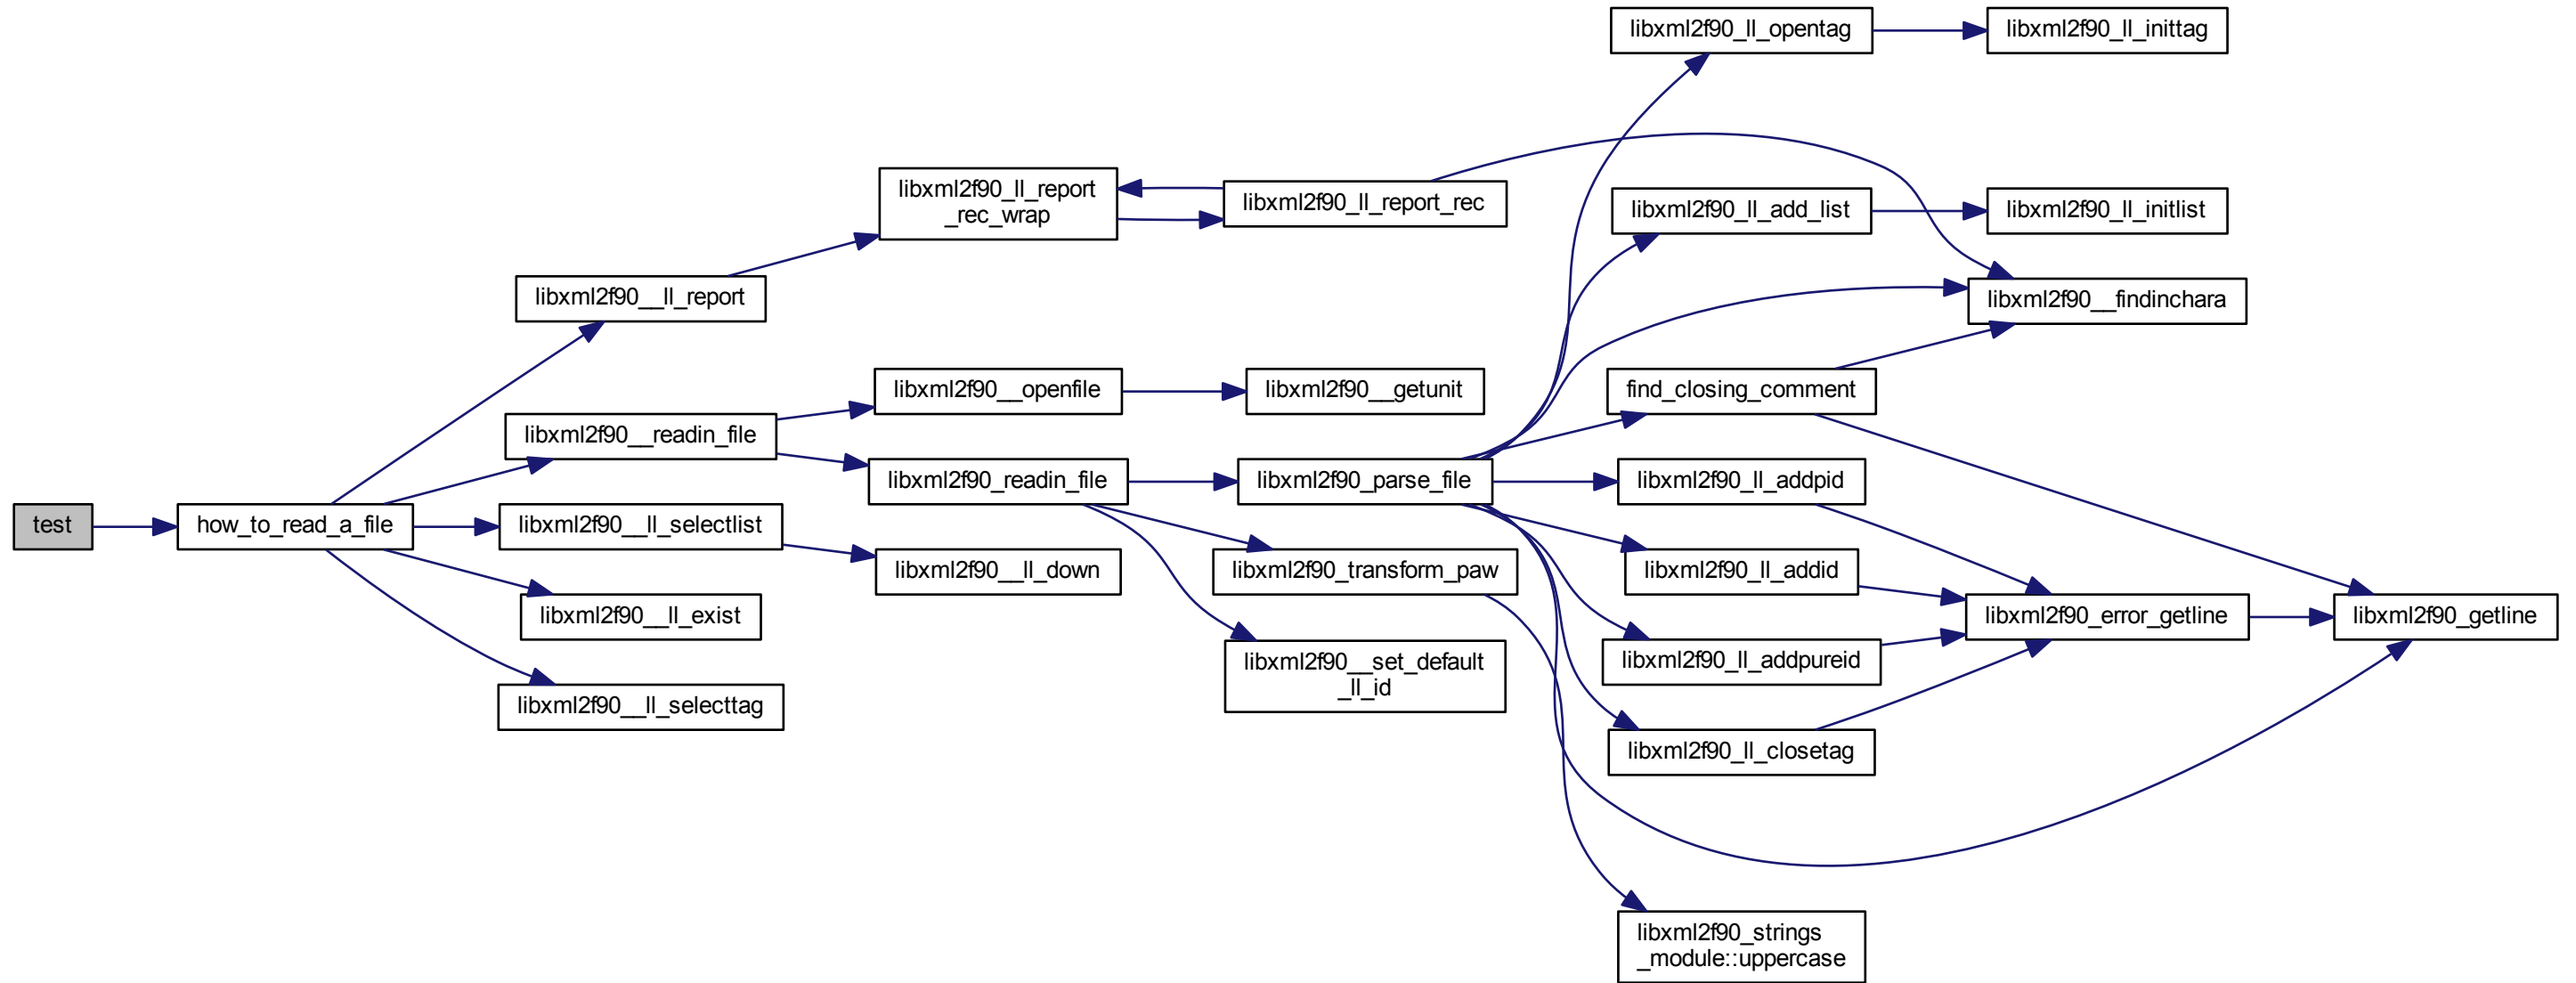 libxml2f90_ll_opentag
libxml2f90_ll_inittag
libxml2f90_ll_report
_rec_wrap
libxml2f90_ll_report_rec
libxml2f90_ll_add_list
libxml2f90_ll_initlist
libxml2f90__ll_report
libxml2f90__findinchara
libxml2f90__openfile
libxml2f90__getunit
find_closing_comment
libxml2f90__readin_file
libxml2f90_readin_file
libxml2f90_parse_file
libxml2f90_ll_addpid
test
how_to_read_a_file
libxml2f90__ll_selectlist
libxml2f90__ll_down
libxml2f90_transform_paw
libxml2f90_ll_addid
libxml2f90__ll_exist
libxml2f90_error_getline
libxml2f90_getline
libxml2f90__set_default
_ll_id
libxml2f90_ll_addpureid
libxml2f90__ll_selecttag
libxml2f90_ll_closetag
libxml2f90_strings
_module::uppercase